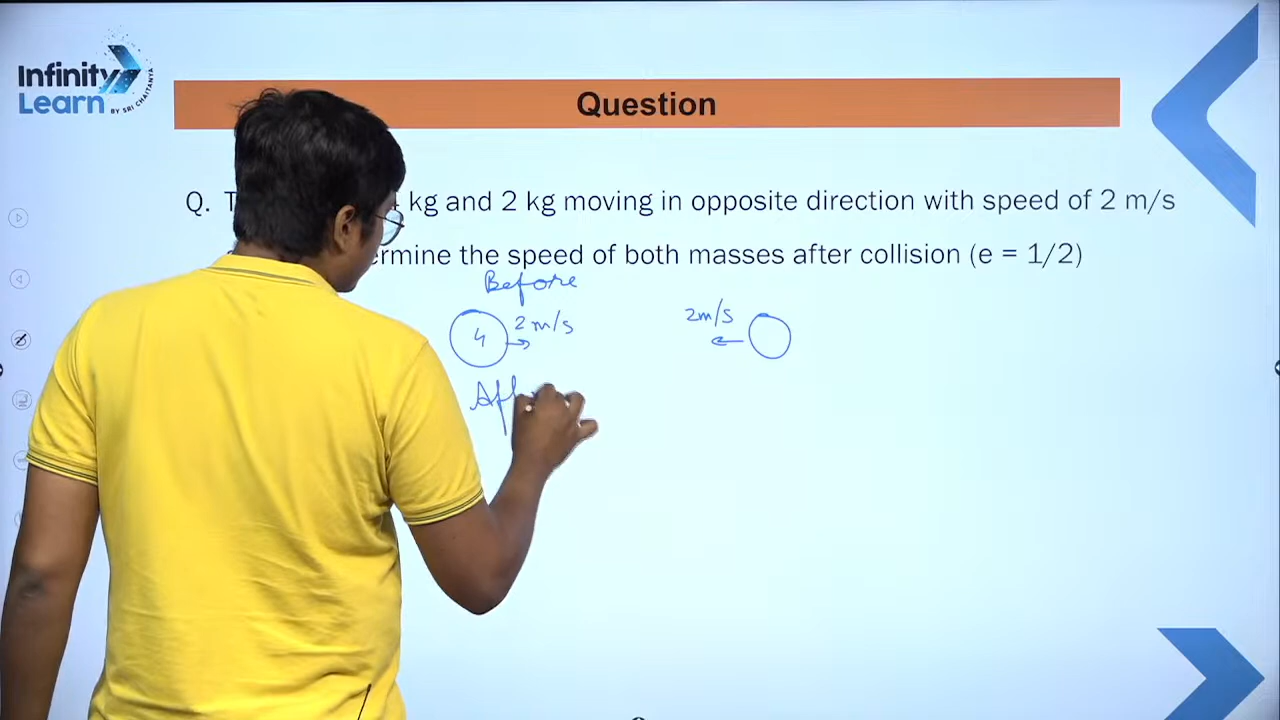 Infinity
Learn
BY SRI CHAITANYA
Question
Q. T kg and 2 kg moving in opposite direction with speed of 2 m/s
ermine the speed of both masses after collision (e = 1/2)
Before
4 2 m/s 2m/s